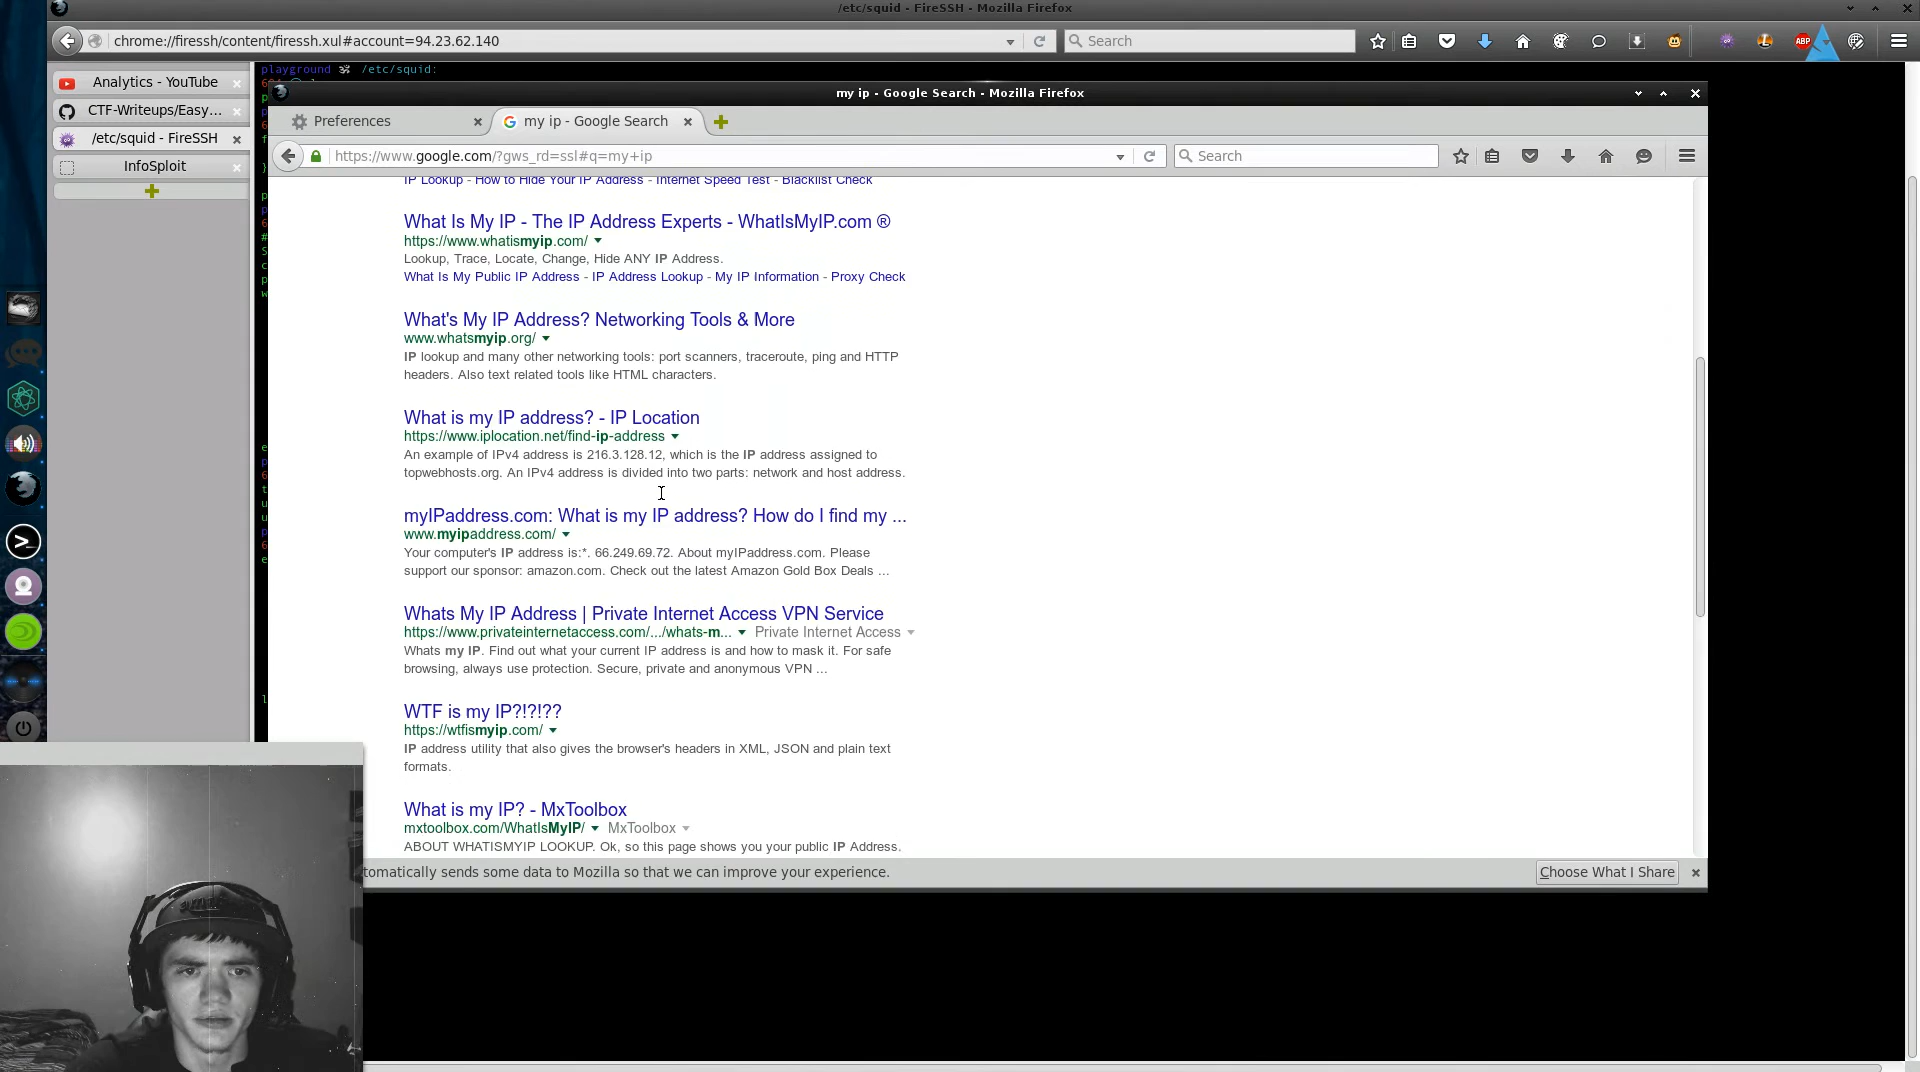 /etc/squid - FireSSH - Mozilla Firefox
chrome://firessh/content/firessh.xul#account=94.23.62.140
Search
ABP
Analytics - YouTube
CTF-Writeups/Easy...
/etc/squid - FireSSH
InfoSploit
playground /etc/squid:
my ip - Google Search - Mozilla Firefox
Preferences
my ip - Google Search
https://www.google.com/?gws_rd=ssl#q=my+ip
Search
IP Lookup - How to Hide Your IP Address - Internet Speed Test - Blacklist Check
What Is My IP - The IP Address Experts - WhatIsMyIP.com ®
https://www.whatismyip.com/
Lookup, Trace, Locate, Change, Hide ANY IP Address.
What Is My Public IP Address - IP Address Lookup - My IP Information - Proxy Check
What's My IP Address? Networking Tools & More
www.whatsmyip.org/
IP lookup and many other networking tools: port scanners, traceroute, ping and HTTP
headers. Also text related tools like HTML characters.
What is my IP address? - IP Location
https://www.iplocation.net/find-ip-address
An example of IPv4 address is 216.3.128.12, which is the IP address assigned to
topwebhosts.org. An IPv4 address is divided into two parts: network and host address.
myIPaddress.com: What is my IP address? How do I find my ...
www.myipaddress.com/
Your computer's IP address is:*. 66.249.69.72. About myIPaddress.com. Please
support our sponsor: amazon.com. Check out the latest Amazon Gold Box Deals ...
Whats My IP Address | Private Internet Access VPN Service
https://www.privateinternetaccess.com/.../whats-m... Private Internet Access
Whats my IP. Find out what your current IP address is and how to mask it. For safe
browsing, always use protection. Secure, private and anonymous VPN ...
WTF is my IP?!?!??
https://wtfismyip.com/
IP address utility that also gives the browser's headers in XML, JSON and plain text
formats.
What is my IP? - MxToolbox
mxtoolbox.com/WhatIsMyIP/ MxToolbox
ABOUT WHATISMYIP LOOKUP. Ok, so this page shows you your public IP Address.
tomatically sends some data to Mozilla so that we can improve your experience.
Choose What I Share